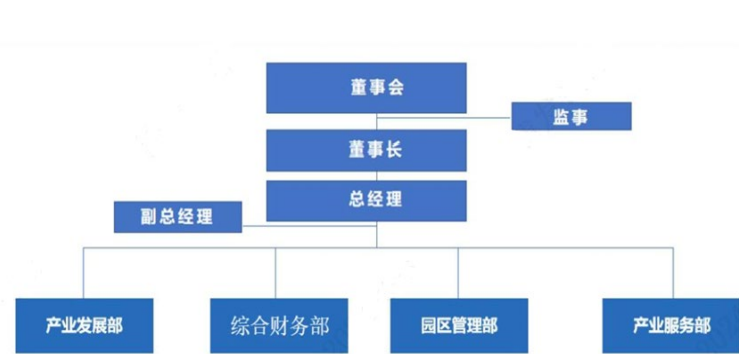 董事会
监事
董事长
总经理
副总经理
产业发展部
综合财务部
园区管理部
产业服务部